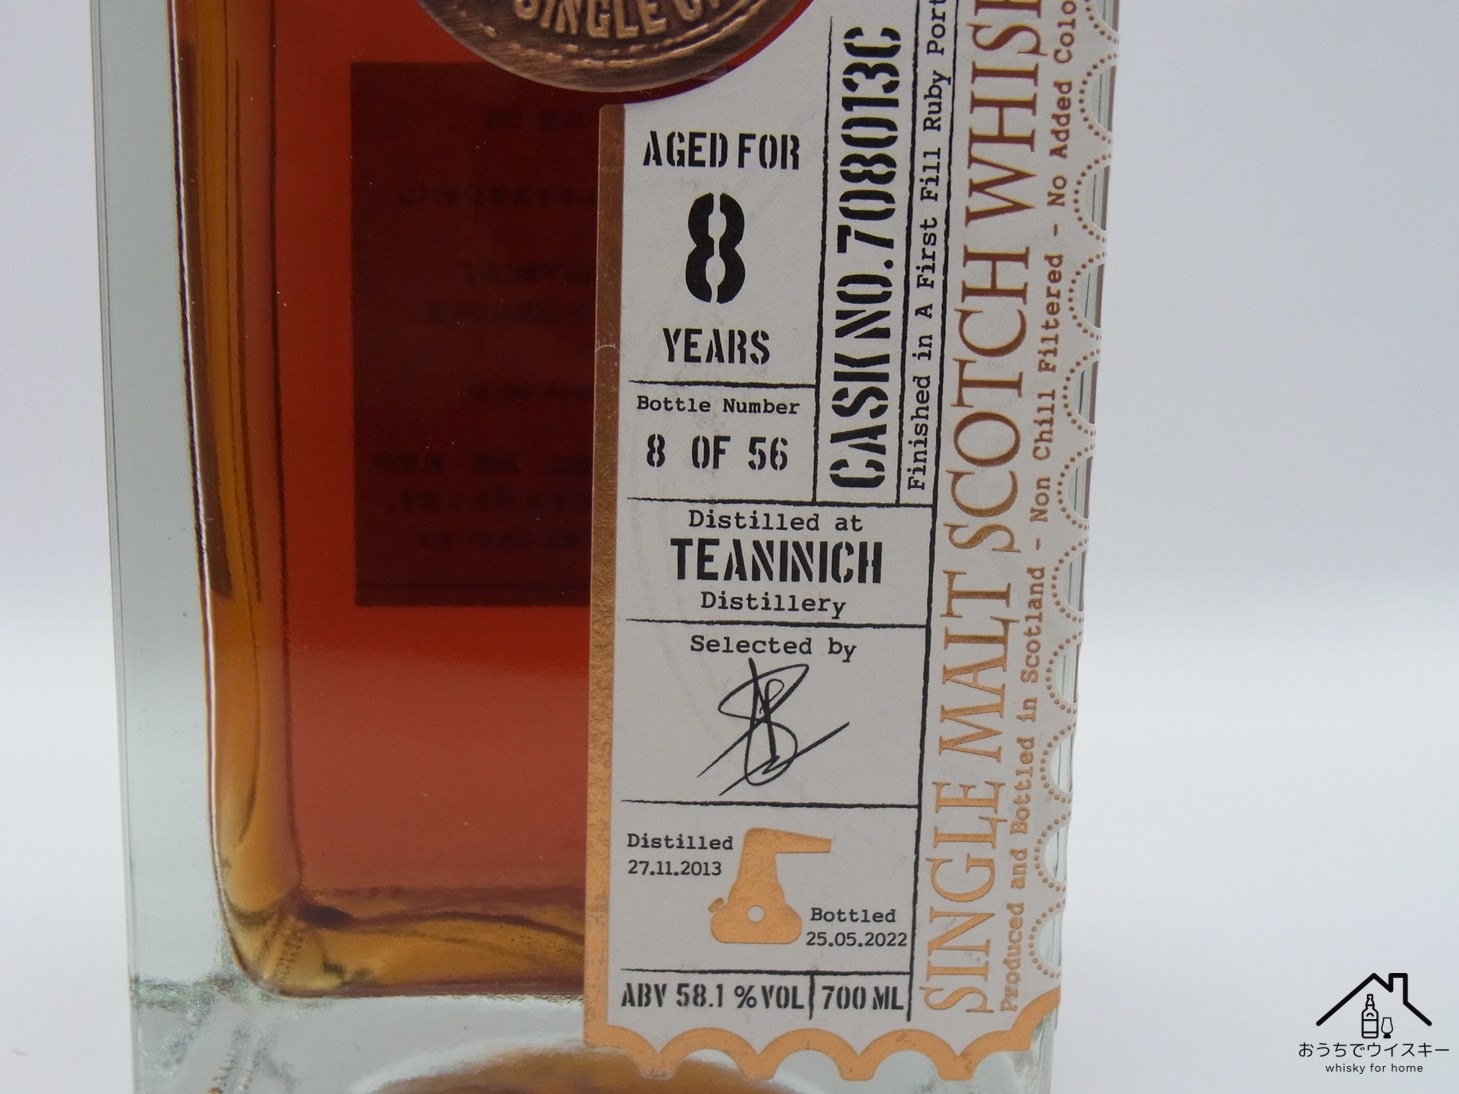 SINGLE
AGED FOR
8
YEARS
Bottle Number
8 OF 56
CASK NO. 708013C
Finished in A First Fill Ruby Port
Distilled at
TEANINICH
Distillery
Selected by
Distilled
27.11.2013
Bottled
25.05.2022
ABV 58.1 % VOL
700 ML
SINGLE MALT SCOTCH
Produced and Bottled in Scotland - Non Chill Filtered - No Added
おうちでウイスキー
whisky for home